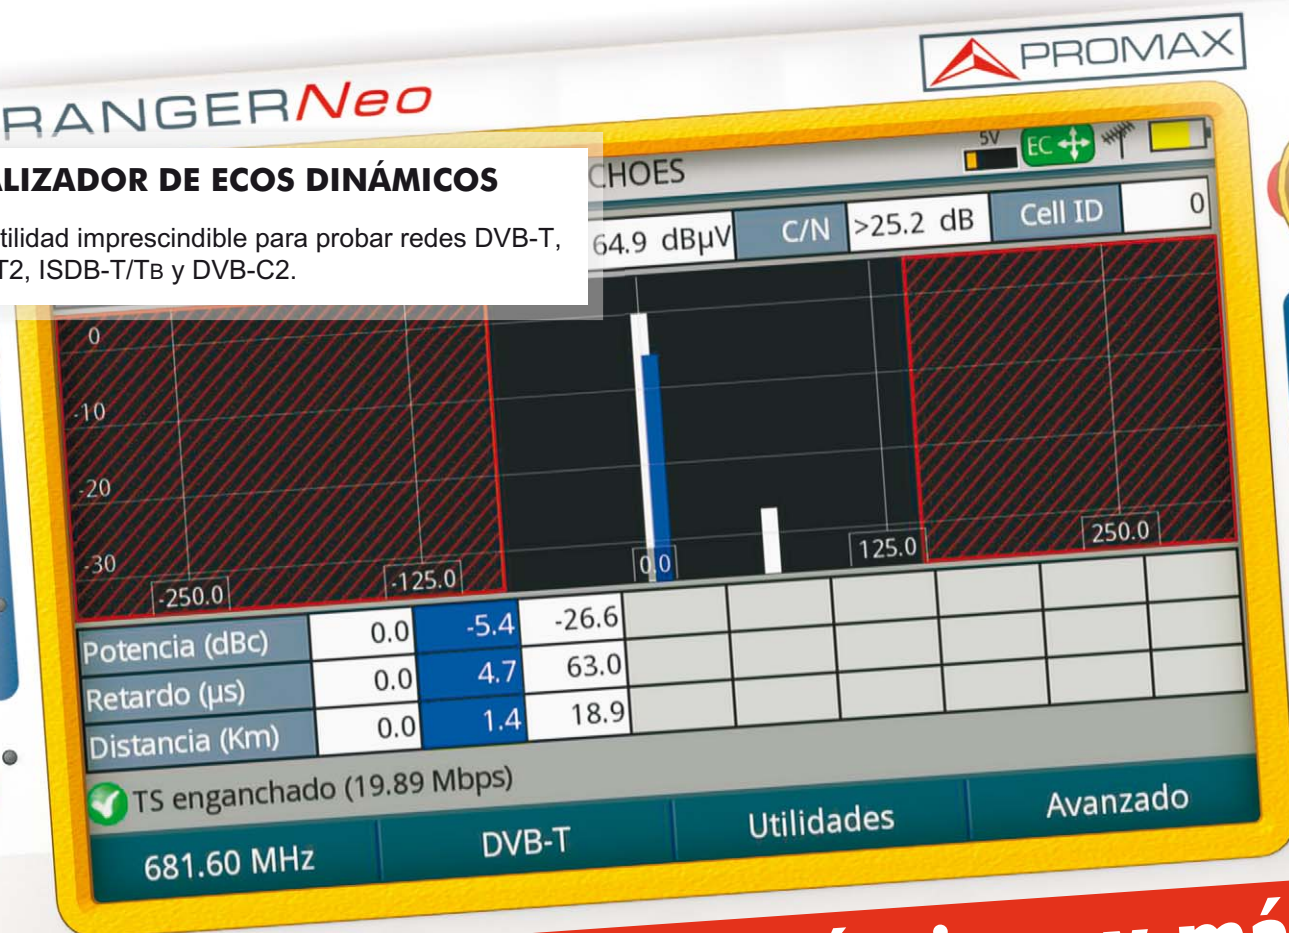 PROMAX
RANGERNeo
ALIZADOR DE ECOS DINÁMICOS
tilidad imprescindible para probar redes DVB-T,
T2, ISDB-T/TB y DVB-C2.
CHOES
5V
EC
64.9 dBµV C/N >25.2 dB Cell ID 0
0
-10
-20
-30
-250.0 -125.0 0.0 125.0 250.0
Potencia (dBc) 0.0 -5.4 -26.6
Retardo (µs) 0.0 4.7 63.0
Distancia (Km) 0.0 1.4 18.9
TS enganchado (19.89 Mbps)
681.60 MHz DVB-T Utilidades Avanzado